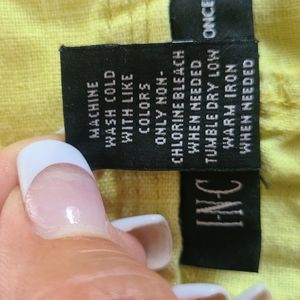 MACHINE
WASH COLD
WITH LIKE
COLORS
ONLY NON-
CHLORINE BLEACH
WHEN NEEDED
TUMBLE DRY LOW
WARM IRON
WHEN NEEDED
ONCE
I·N·C